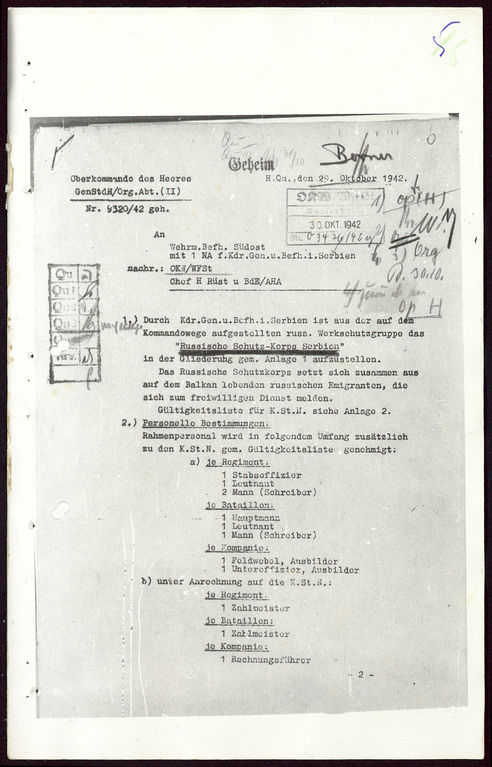 Geheim
Oberkommando des Heeres
GenStdH/Org.Abt.(II)
Nr. 9320/42 geh.
H.Qu.,den 29. Oktober 1942.
30.OKT.1942
An
Wehrm.Befh. Südost
mit 1 NA f.Kdr.Gen.u.Befh.i.Serbien
nachr.: OKW/WFSt
Chef H Rüst u BdE/AHA
1.) Durch Kdr.Gen.u.Befh.i.Serbien ist aus der auf dem
Kommandowege aufgestellten russ. Werkschutzgruppe das
"Russische Schutz-Korps Serbien"
in der Gliederung gem. Anlage 1 aufzustellen.
Das Russische Schutzkorps setzt sich zusammen aus
auf dem Balkan lebenden russischen Emigranten, die
sich zum freiwilligen Dienst melden.
Gültigkeitsliste für K.St.N. siehe Anlage 2.
2.) Personelle Bestimmungen:
Rahmenpersonal wird in folgendem Umfang zusätzlich
zu den K.St.N. gem. Gültigkeitsliste genehmigt:
a) je Regiment:
1 Stabsoffizier
1 Leutnant
2 Mann (Schreiber)
je Bataillon:
1 Hauptmann
1 Leutnant
1 Mann (Schreiber)
je Kompanie:
1 Feldwebel, Ausbilder
1 Unteroffizier, Ausbilder
b) unter Anrechnung auf die K.St.N.:
je Regiment:
1 Zahlmeister
je Bataillon:
1 Zahlmeister
je Kompanie:
1 Rechnungsführer
- 2 -